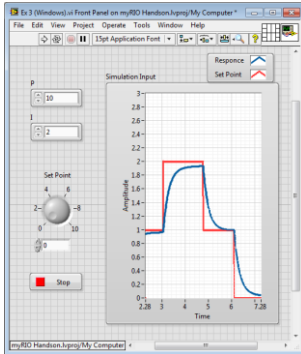 Ex 3 (Windows).vi Front Panel on myRIO Handson.lvproj/My Computer *
File Edit View Project Operate Tools Window Help
15pt Application Font
Responce
Set Point
P
10
I
2
Set Point
4 6
2 8
0 10
0
Stop
Simulation Input
Amplitude
3
2.8
2.6
2.4
2.2
2
1.8
1.6
1.4
1.2
1
0.8
0.6
0.4
0.2
0
2.28 3 4 5 6 7.28
Time
myRIO Handson.lvproj/My Computer